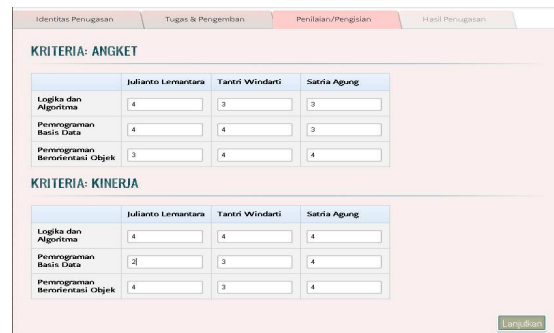 Identitas Penugasan Tugas & Pengemban Penilaian/Pengisian Hasil Penugasan
KRITERIA: ANGKET
Julianto Lemantara Tantri Windarti Satria Agung
Logika dan
Algoritma 4 3 3
Pemrograman
Basis Data 4 4 3
Pemrograman
Berorientasi Objek 3 4 4
KRITERIA: KINERJA
Julianto Lemantara Tantri Windarti Satria Agung
Logika dan
Algoritma 4 4 4
Pemrograman
Basis Data 2 3 4
Pemrograman
Berorientasi Objek 4 3 4
Lanjutkan